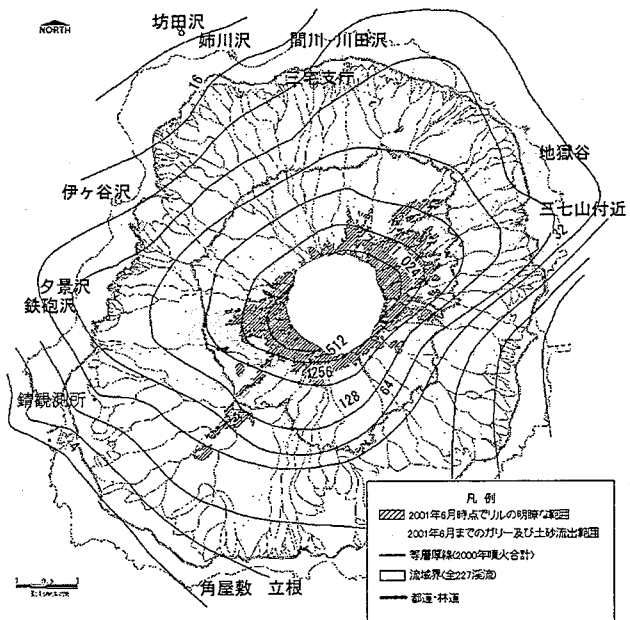 NORTH
坊田沢
姉川沢
間川・川田沢
16
三宅支庁
地獄谷
伊ヶ谷沢
三七山付近
32
1024
夕景沢
鉄砲沢
512
256
128
64
錆観測所
角屋敷 立根
凡 例
2001年6月時点でリルの明瞭な範囲
2001年6月までのガリー及び土砂流出範囲
等層厚線(2000年噴火合計)
流域界(全227渓流)
都道・林道